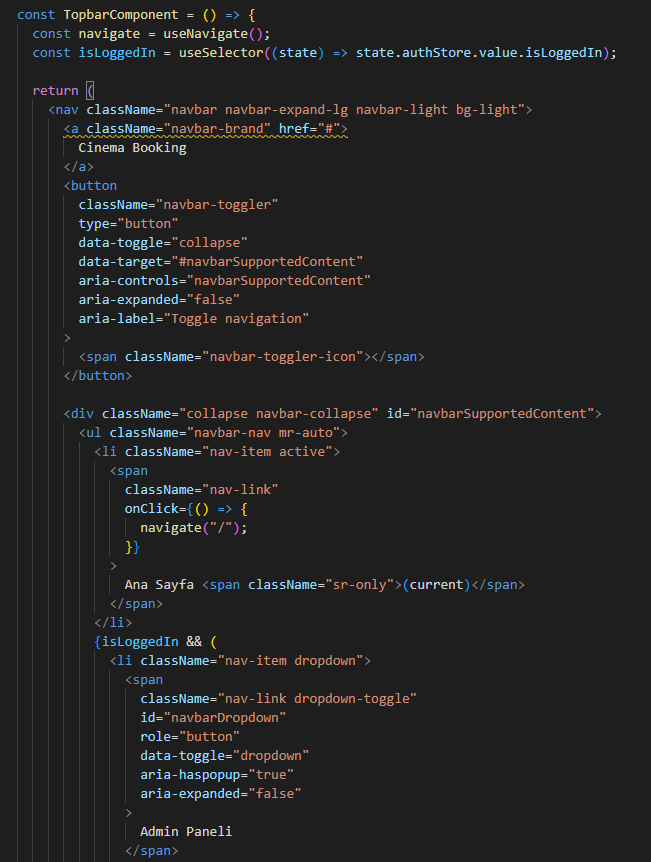 const TopbarComponent = () => {
const navigate = useNavigate();
const isLoggedIn = useSelector((state) => state.authStore.value.isLoggedIn);
return (
<nav className="navbar navbar-expand-lg navbar-light bg-light">
<a className="navbar-brand" href="#">
Cinema Booking
</a>
<button
className="navbar-toggler"
type="button"
data-toggle="collapse"
data-target="#navbarSupportedContent"
aria-controls="navbarSupportedContent"
aria-expanded="false"
aria-label="Toggle navigation"
>
<span className="navbar-toggler-icon"></span>
</button>
<div className="collapse navbar-collapse" id="navbarSupportedContent">
<ul className="navbar-nav mr-auto">
<li className="nav-item active">
<span
className="nav-link"
onClick={() => {
navigate("/");
}}
>
Ana Sayfa <span className="sr-only">(current)</span>
</span>
</li>
{isLoggedIn && (
<li className="nav-item dropdown">
<span
className="nav-link dropdown-toggle"
id="navbarDropdown"
role="button"
data-toggle="dropdown"
aria-haspopup="true"
aria-expanded="false"
>
Admin Paneli
</span>